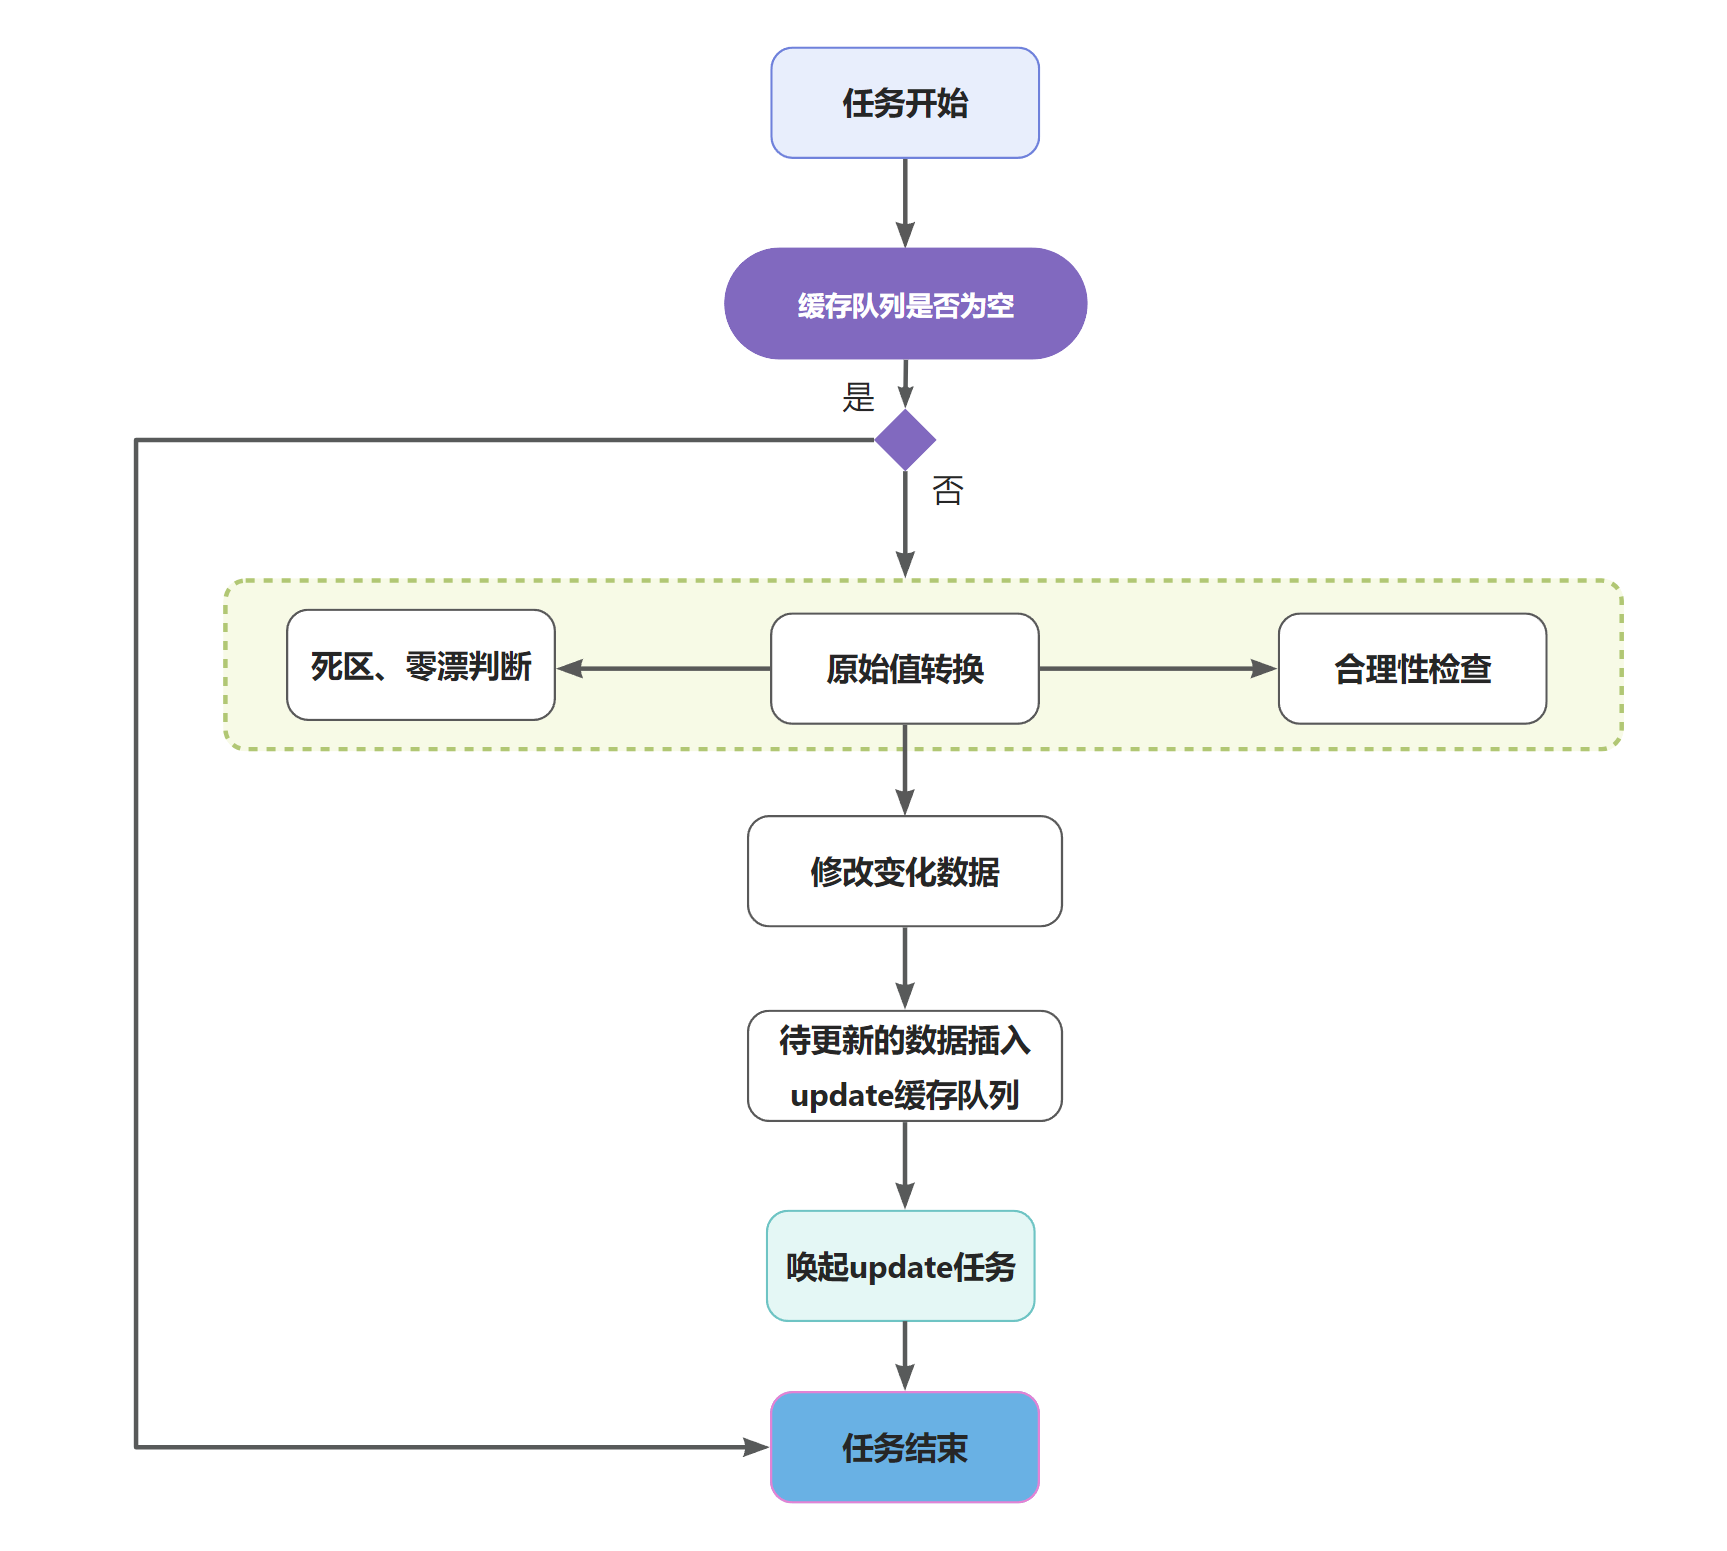 任务开始
缓存队列是否为空
是
否
死区、零漂判断
原始值转换
合理性检查
修改变化数据
待更新的数据插入
update缓存队列
唤起update任务
任务结束